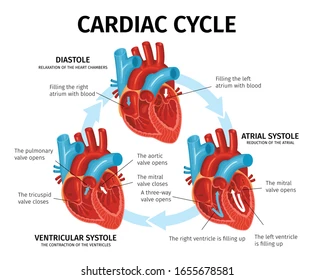 CARDIAC CYCLE
DIASTOLE
RELAXATION OF THE HEART CHAMBERS
Filling the right
atrium with blood
Filling the left
atrium with blood
ATRIAL SYSTOLE
REDUCTION OF THE ATRIAL
The mitral
valve opens
The left ventricle
is filling up
The right ventricle is filling up
A three-way
valve opens
The aortic
valve opens
The mitral
valve closes
The pulmonary
valve opens
The tricuspid
valve closes
VENTRICULAR SYSTOLE
THE CONTRACTION OF THE VENTRICLES
shutterstock.com · 1655678581